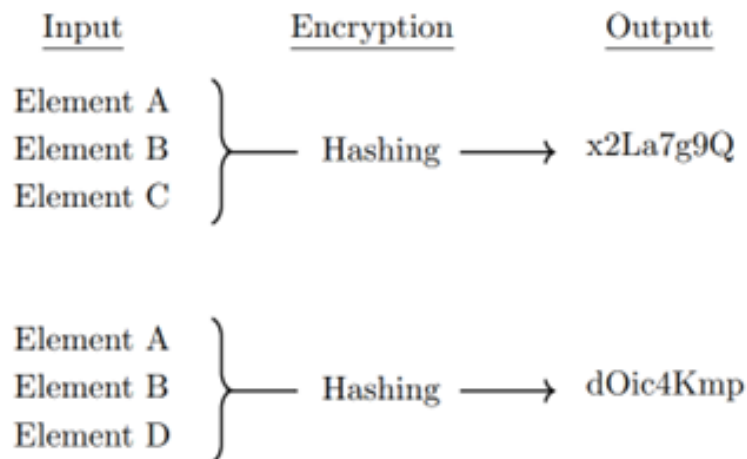 Input Encryption Output
Element A
Element B Hashing x2La7g9Q
Element C
Element A
Element B Hashing dOic4Kmp
Element D